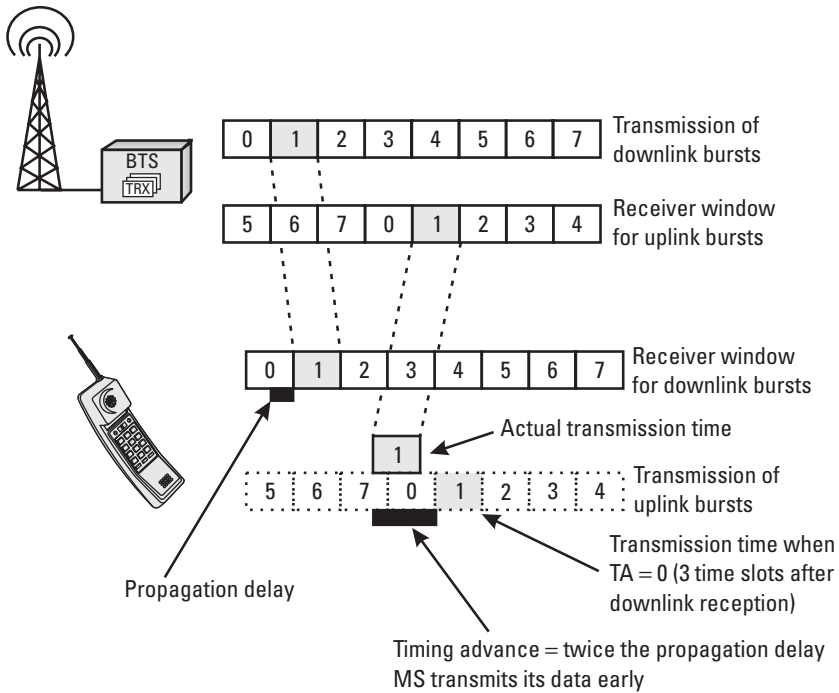 0 1 2 3 4 5 6 7
Transmission of
downlink bursts
BTS
TRX
5 6 7 0 1 2 3 4
Receiver window
for uplink bursts
0 1 2 3 4 5 6 7
Receiver window
for downlink bursts
Actual transmission time
1
5 6 7 0 1 2 3 4
Transmission of
uplink bursts
Transmission time when
TA = 0 (3 time slots after
downlink reception)
Propagation delay
Timing advance = twice the propagation delay
MS transmits its data early